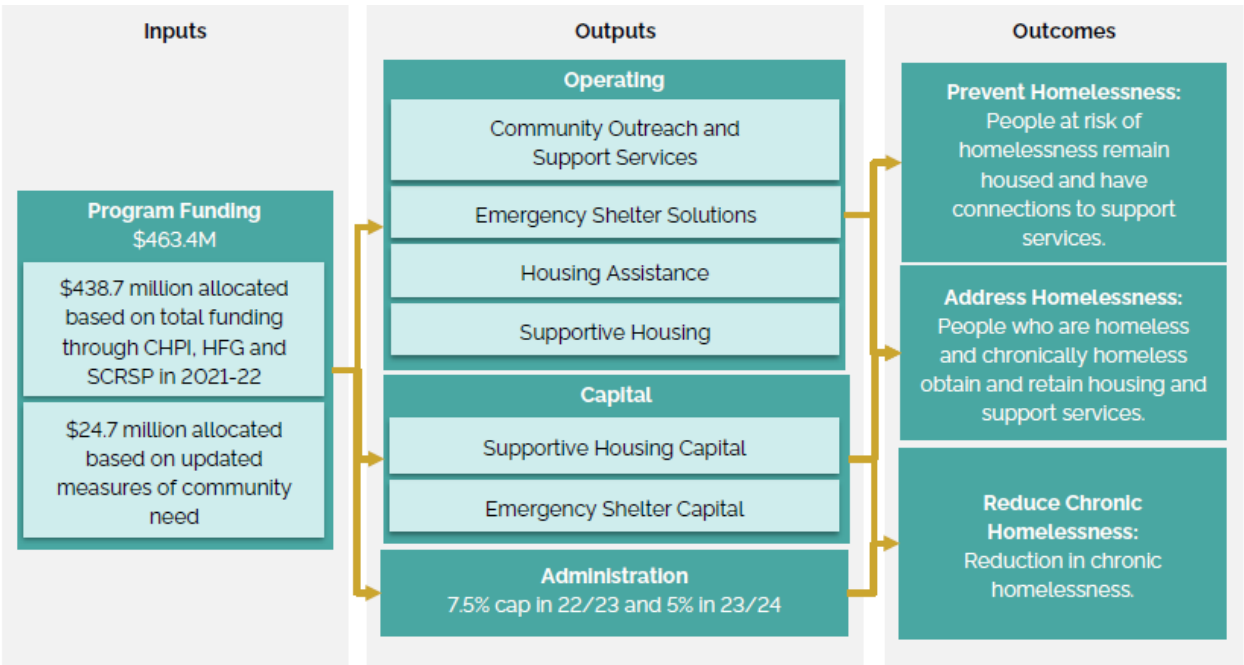 Inputs
Program Funding
$463.4M
$438.7 million allocated
based on total funding
through CHPI, HFG and
SCRSP in 2021-22
$24.7 million allocated
based on updated
measures of community
need
Outputs
Operating
Community Outreach and
Support Services
Emergency Shelter Solutions
Housing Assistance
Supportive Housing
Capital
Supportive Housing Capital
Emergency Shelter Capital
Administration
7.5% cap in 22/23 and 5% in 23/24
Outcomes
Prevent Homelessness:
People at risk of
homelessness remain
housed and have
connections to support
services.
Address Homelessness:
People who are homeless
and chronically homeless
obtain and retain housing and
support services.
Reduce Chronic
Homelessness:
Reduction in chronic
homelessness.